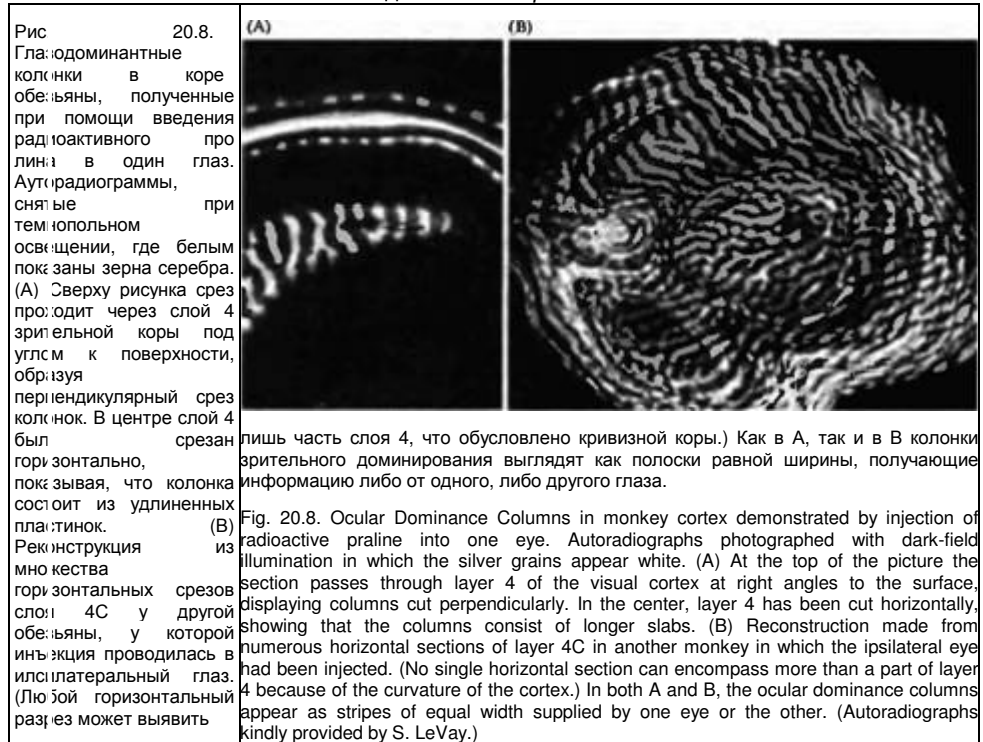 Рис 20.8.
Глазодоминантные
колонки в коре
обезьяны, полученные
при помощи введения
радиоактивного про
лина в один глаз.
Ауторадиограммы,
снятые при
темнопольном
освещении, где белым
показаны зерна серебра.
(A) Сверху рисунка срез
проходит через слой 4
зрительной коры под
углом к поверхности,
образуя
перпендикулярный срез
колонок. В центре слой 4
был срезан
горизонтально,
показывая, что колонка
состоит из удлиненных
пластинок. (B)
Реконструкция из
множества
горизонтальных срезов
слоя 4C у другой
обезьяны, у которой
инъекция проводилась в
илсилатеральный глаз.
(Любой горизонтальный
разрез может выявить
(A)
(B)
лишь часть слоя 4, что обусловлено кривизной коры.) Как в A, так и в B колонки
зрительного доминирования выглядят как полоски равной ширины, получающие
информацию либо от одного, либо другого глаза.
Fig. 20.8. Ocular Dominance Columns in monkey cortex demonstrated by injection of
radioactive praline into one eye. Autoradiographs photographed with dark-field
illumination in which the silver grains appear white. (A) At the top of the picture the
section passes through layer 4 of the visual cortex at right angles to the surface,
displaying columns cut perpendicularly. In the center, layer 4 has been cut horizontally,
showing that the columns consist of longer slabs. (B) Reconstruction made from
numerous horizontal sections of layer 4C in another monkey in which the ipsilateral eye
had been injected. (No single horizontal section can encompass more than a part of layer
4 because of the curvature of the cortex.) In both A and B, the ocular dominance columns
appear as stripes of equal width supplied by one eye or the other. (Autoradiographs
kindly provided by S. LeVay.)